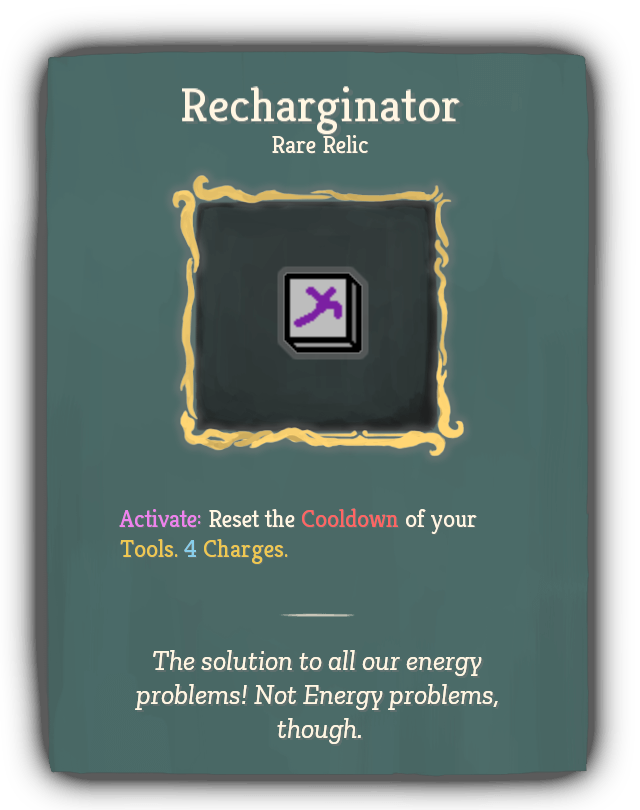 Recharginator
Rare Relic
Activate: Reset the Cooldown of your
Tools. 4 Charges.
The solution to all our energy
problems! Not Energy problems,
though.